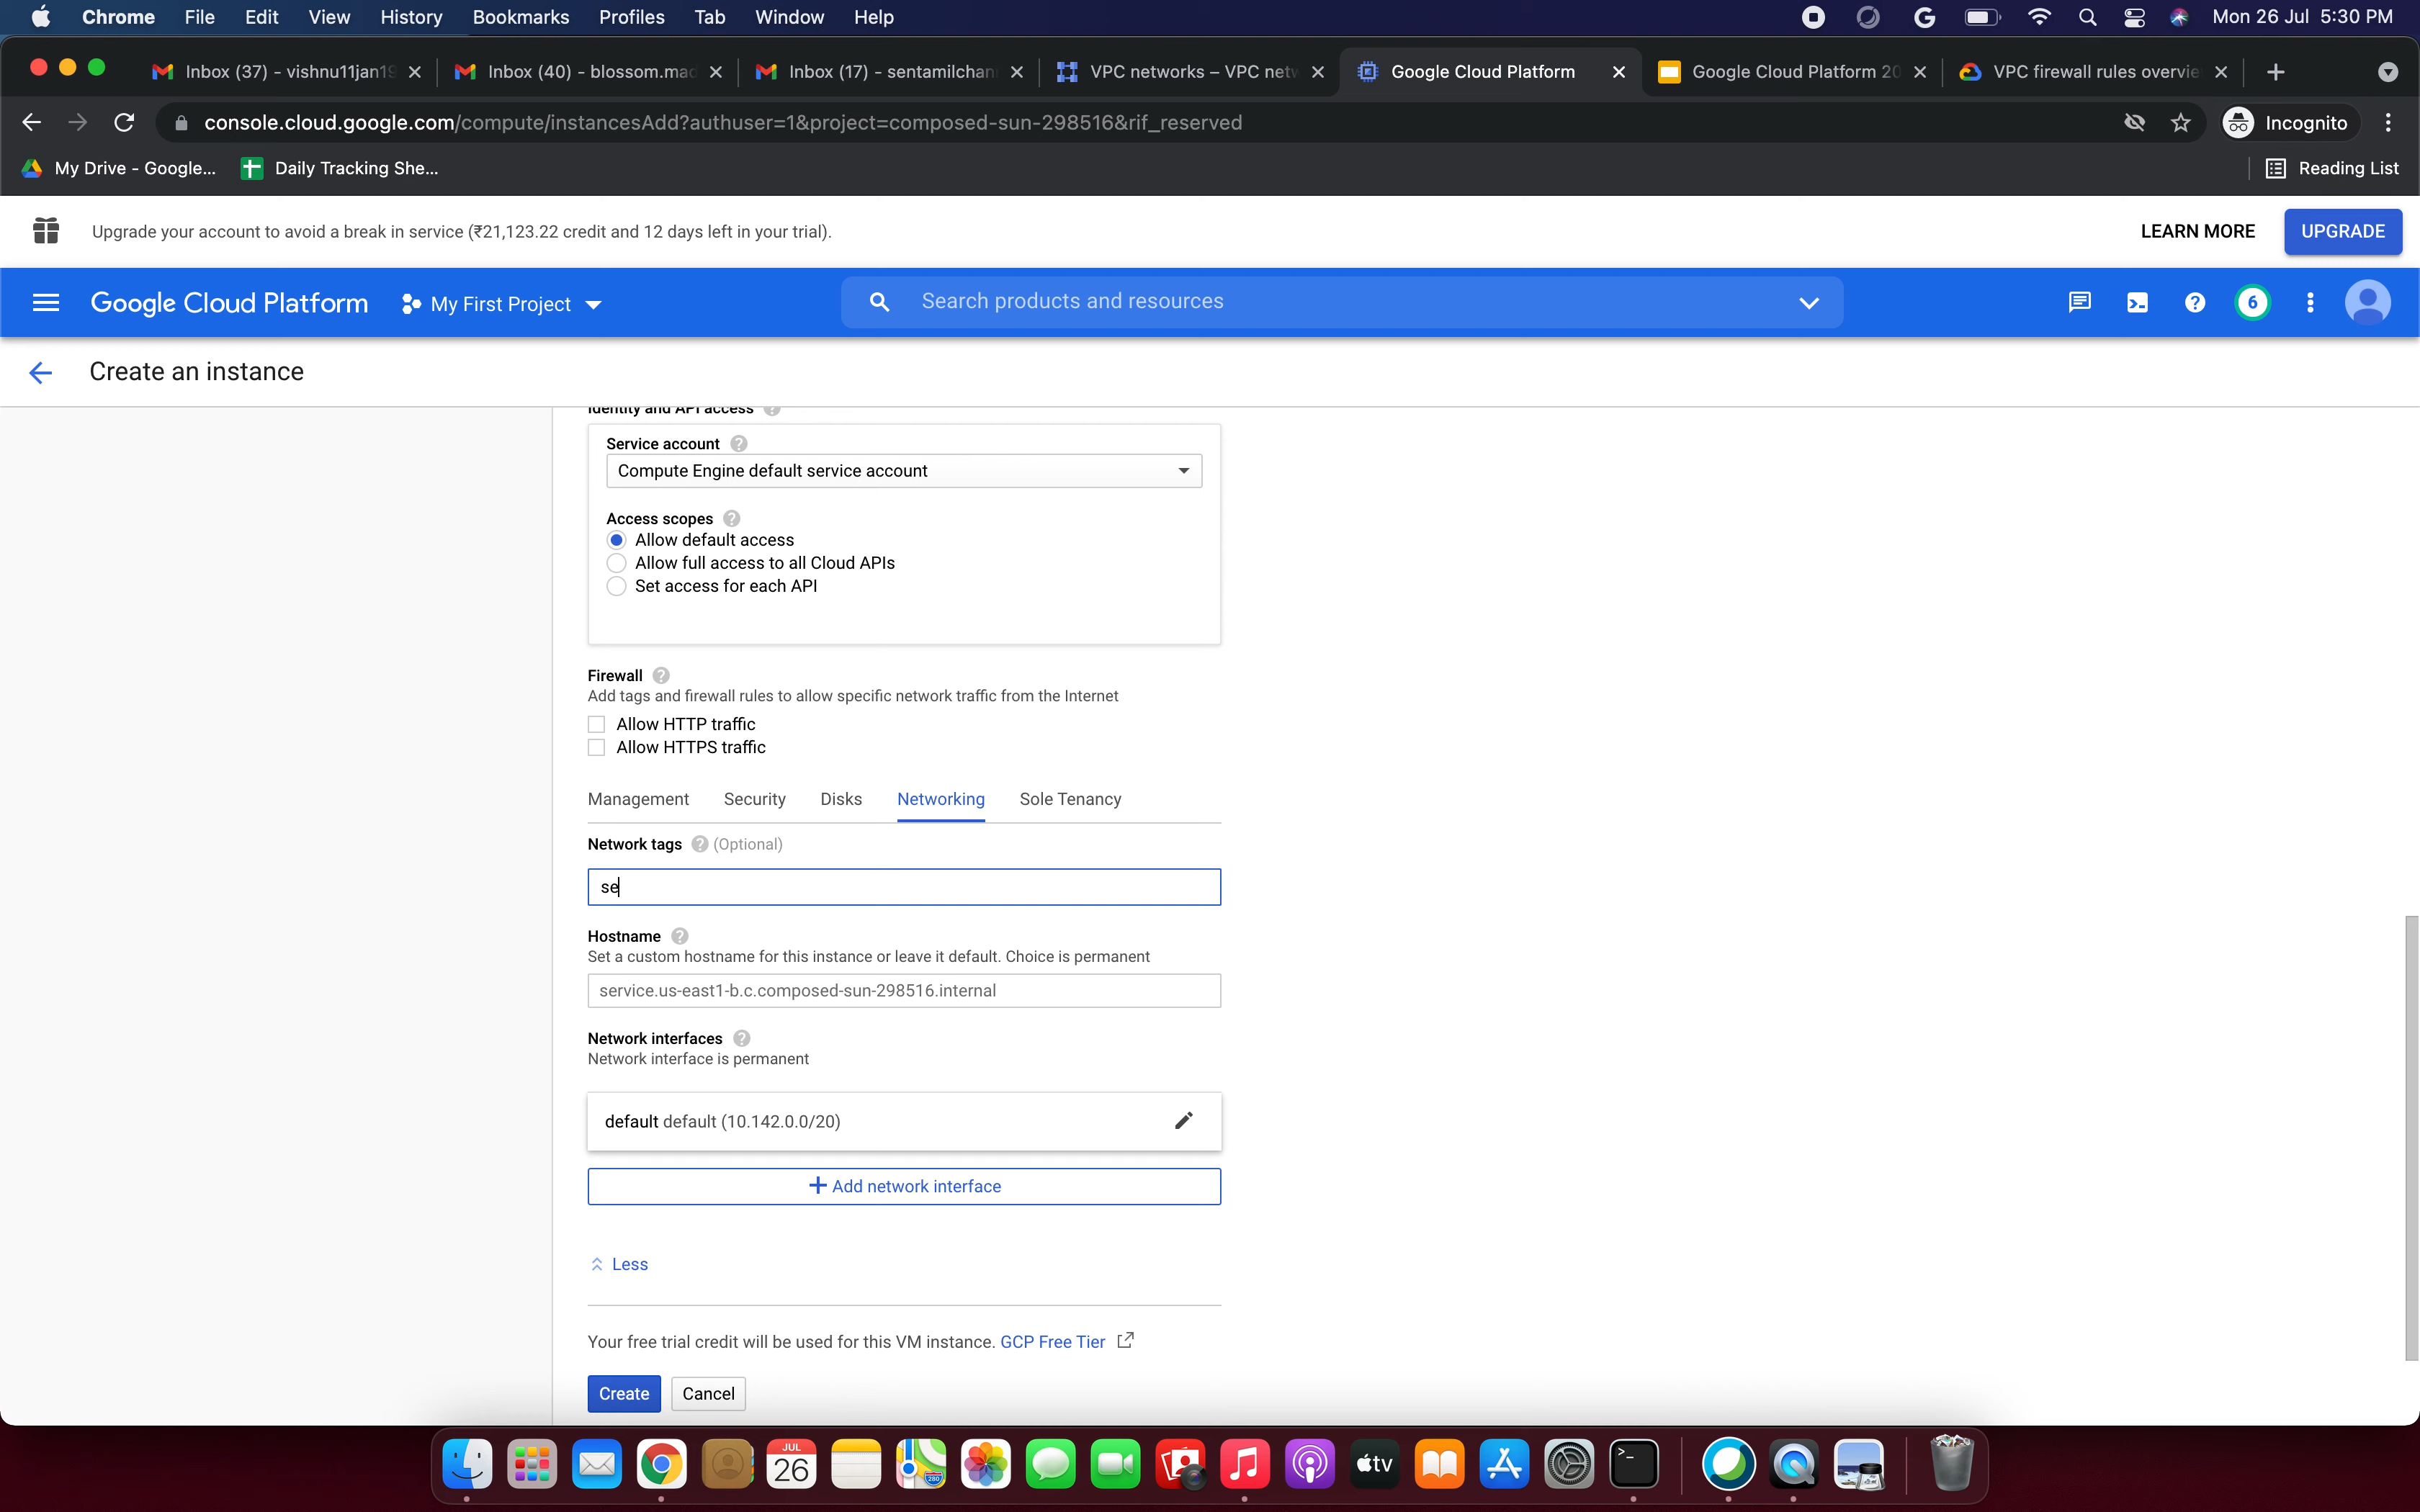 Chrome File Edit View History Bookmarks Profiles Tab Window Help Mon 26 Jul 5:30 PM
Inbox (37) - vishnu11jan19 Inbox (40) - blossom.mad Inbox (17) - sentamilchan VPC networks – VPC netw Google Cloud Platform Google Cloud Platform 20 VPC firewall rules overvie
console.cloud.google.com/compute/instancesAdd?authuser=1&project=composed-sun-298516&rif_reserved Incognito
My Drive - Google... Daily Tracking She... Reading List
Upgrade your account to avoid a break in service (₹21,123.22 credit and 12 days left in your trial). LEARN MORE UPGRADE
Google Cloud Platform My First Project Search products and resources 6
Create an instance
Identity and API access
Service account
Compute Engine default service account
Access scopes
Allow default access
Allow full access to all Cloud APIs
Set access for each API
Firewall
Add tags and firewall rules to allow specific network traffic from the Internet
Allow HTTP traffic
Allow HTTPS traffic
Management Security Disks Networking Sole Tenancy
Network tags (Optional)
se
Hostname
Set a custom hostname for this instance or leave it default. Choice is permanent
service.us-east1-b.c.composed-sun-298516.internal
Network interfaces
Network interface is permanent
default default (10.142.0.0/20)
+ Add network interface
Less
Your free trial credit will be used for this VM instance. GCP Free Tier
Create Cancel
JUL
26
tv